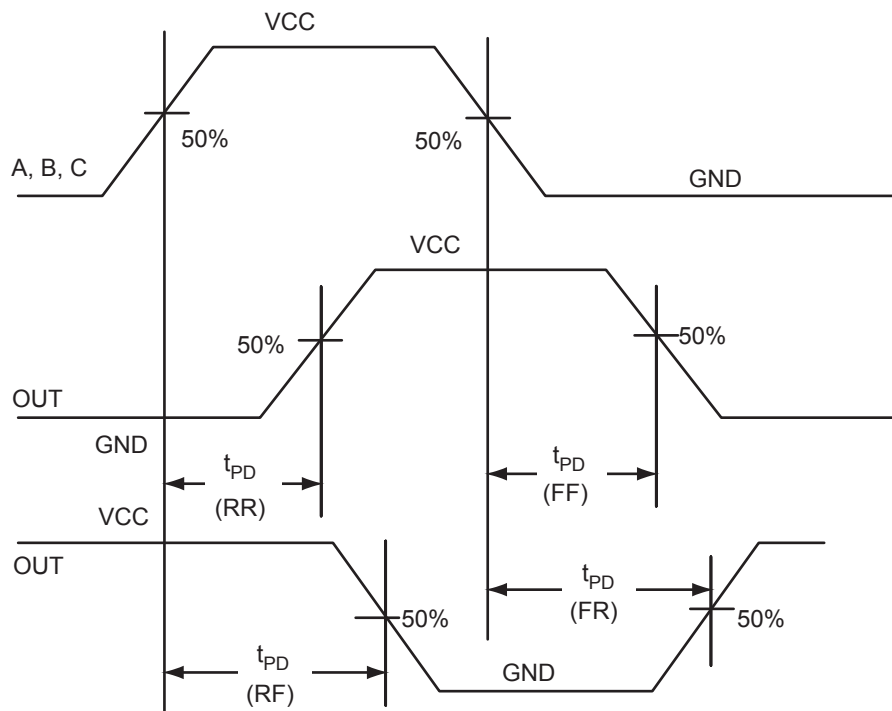 VCC
50%
50%
A, B, C
GND
VCC
50%
50%
OUT
GND
tPD
(RR)
tPD
(FF)
VCC
OUT
tPD
(FR)
50%
50%
tPD
(RF)
GND